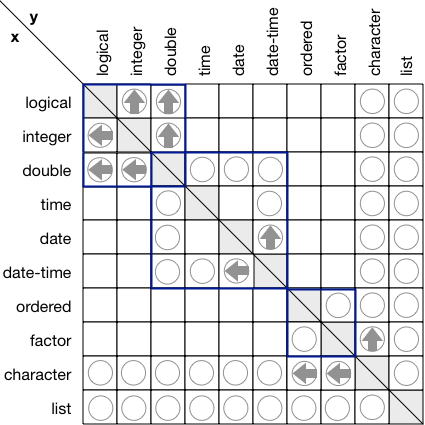 y
x
logical
integer
double
time
date
date-time
ordered
factor
character
list
logical
integer
double
time
date
date-time
ordered
factor
character
list